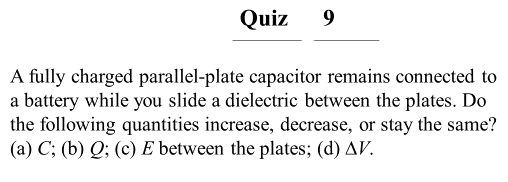 Quiz 9
A fully charged parallel-plate capacitor remains connected to
a battery while you slide a dielectric between the plates. Do
the following quantities increase, decrease, or stay the same?
(a) C; (b) Q; (c) E between the plates; (d) ΔV.